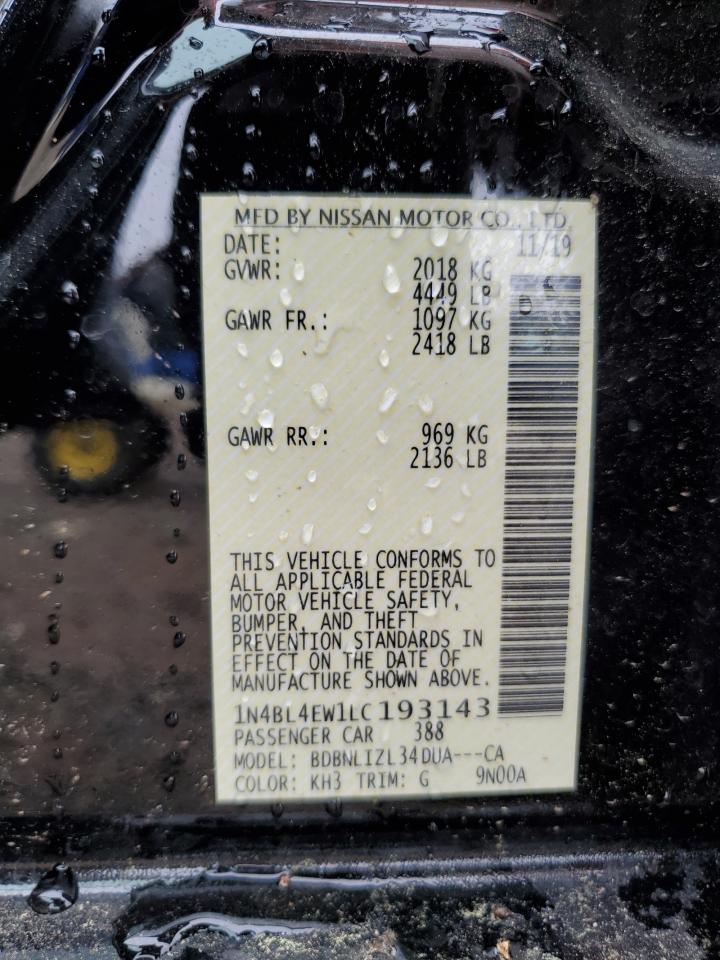 MFD BY NISSAN MOTOR CO., LTD.
DATE: 11/19
GVWR: 2018 KG
4449 LB
GAWR FR.: 1097 KG
2418 LB
GAWR RR.: 969 KG
2136 LB
THIS VEHICLE CONFORMS TO
ALL APPLICABLE FEDERAL
MOTOR VEHICLE SAFETY,
BUMPER, AND THEFT
PREVENTION STANDARDS IN
EFFECT ON THE DATE OF
MANUFACTURE SHOWN ABOVE.
1N4BL4EW1LC193143
PASSENGER CAR 388
MODEL: BDBNLIZL34DUA---CA
COLOR: KH3 TRIM: G 9N00A